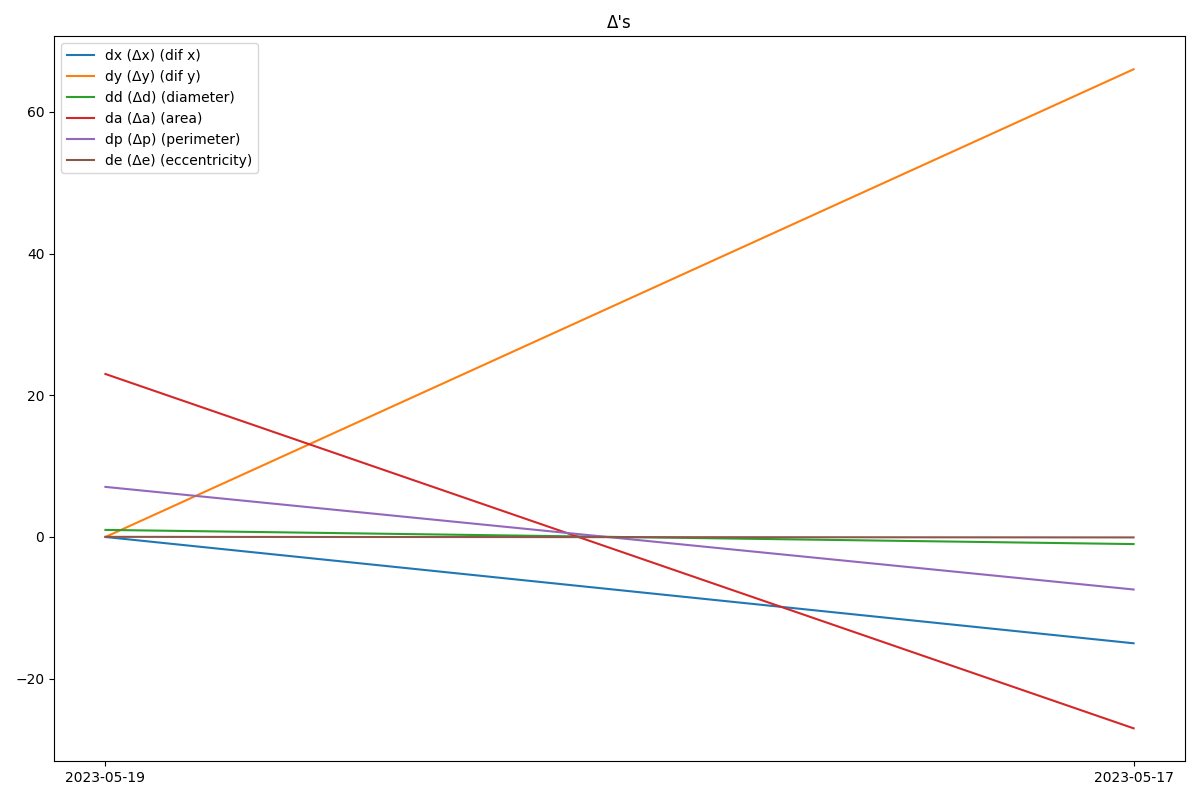 Δ's
dx (Δx) (dif x)
dy (Δy) (dif y)
dd (Δd) (diameter)
da (Δa) (area)
dp (Δp) (perimeter)
de (Δe) (eccentricity)
60
40
20
0
−20
2023-05-19 2023-05-17